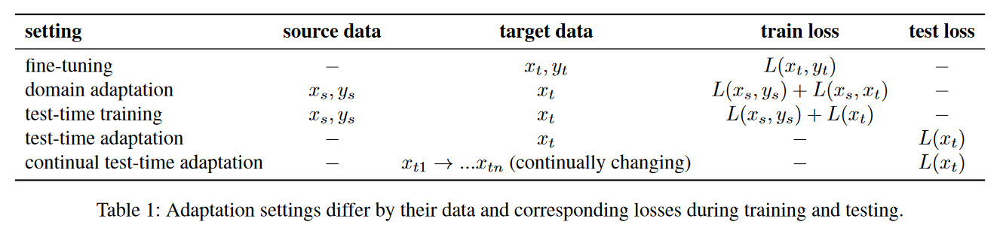 setting source data target data train loss test loss
fine-tuning – x_t, y_t L(x_t, y_t) –
domain adaptation x_s, y_s x_t L(x_s, y_s) + L(x_s, x_t) –
test-time training x_s, y_s x_t L(x_s, y_s) + L(x_t) –
test-time adaptation – x_t – L(x_t)
continual test-time adaptation – x_{t1} → ...x_{tn} (continually changing) – L(x_t)
Table 1: Adaptation settings differ by their data and corresponding losses during training and testing.